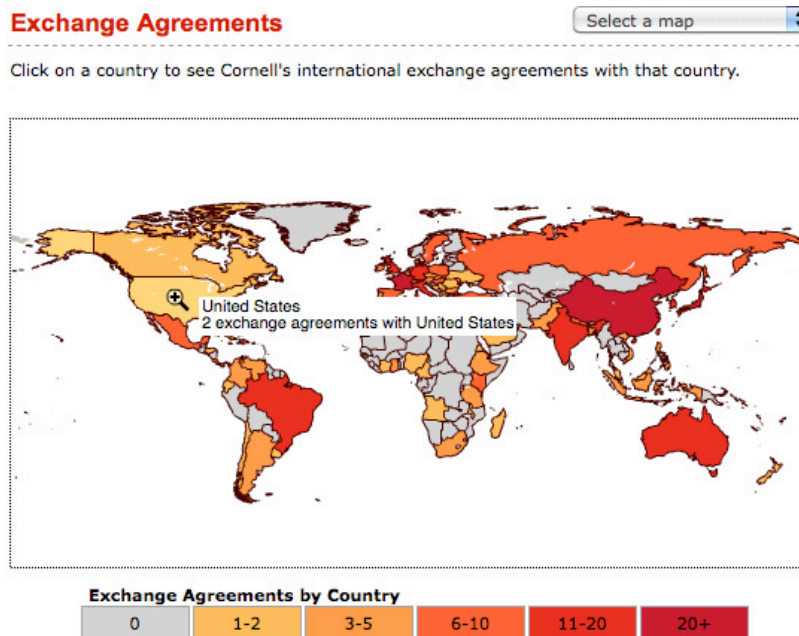 Exchange Agreements
Select a map
Click on a country to see Cornell's international exchange agreements with that country.
United States
2 exchange agreements with United States
Exchange Agreements by Country
0 1-2 3-5 6-10 11-20 20+